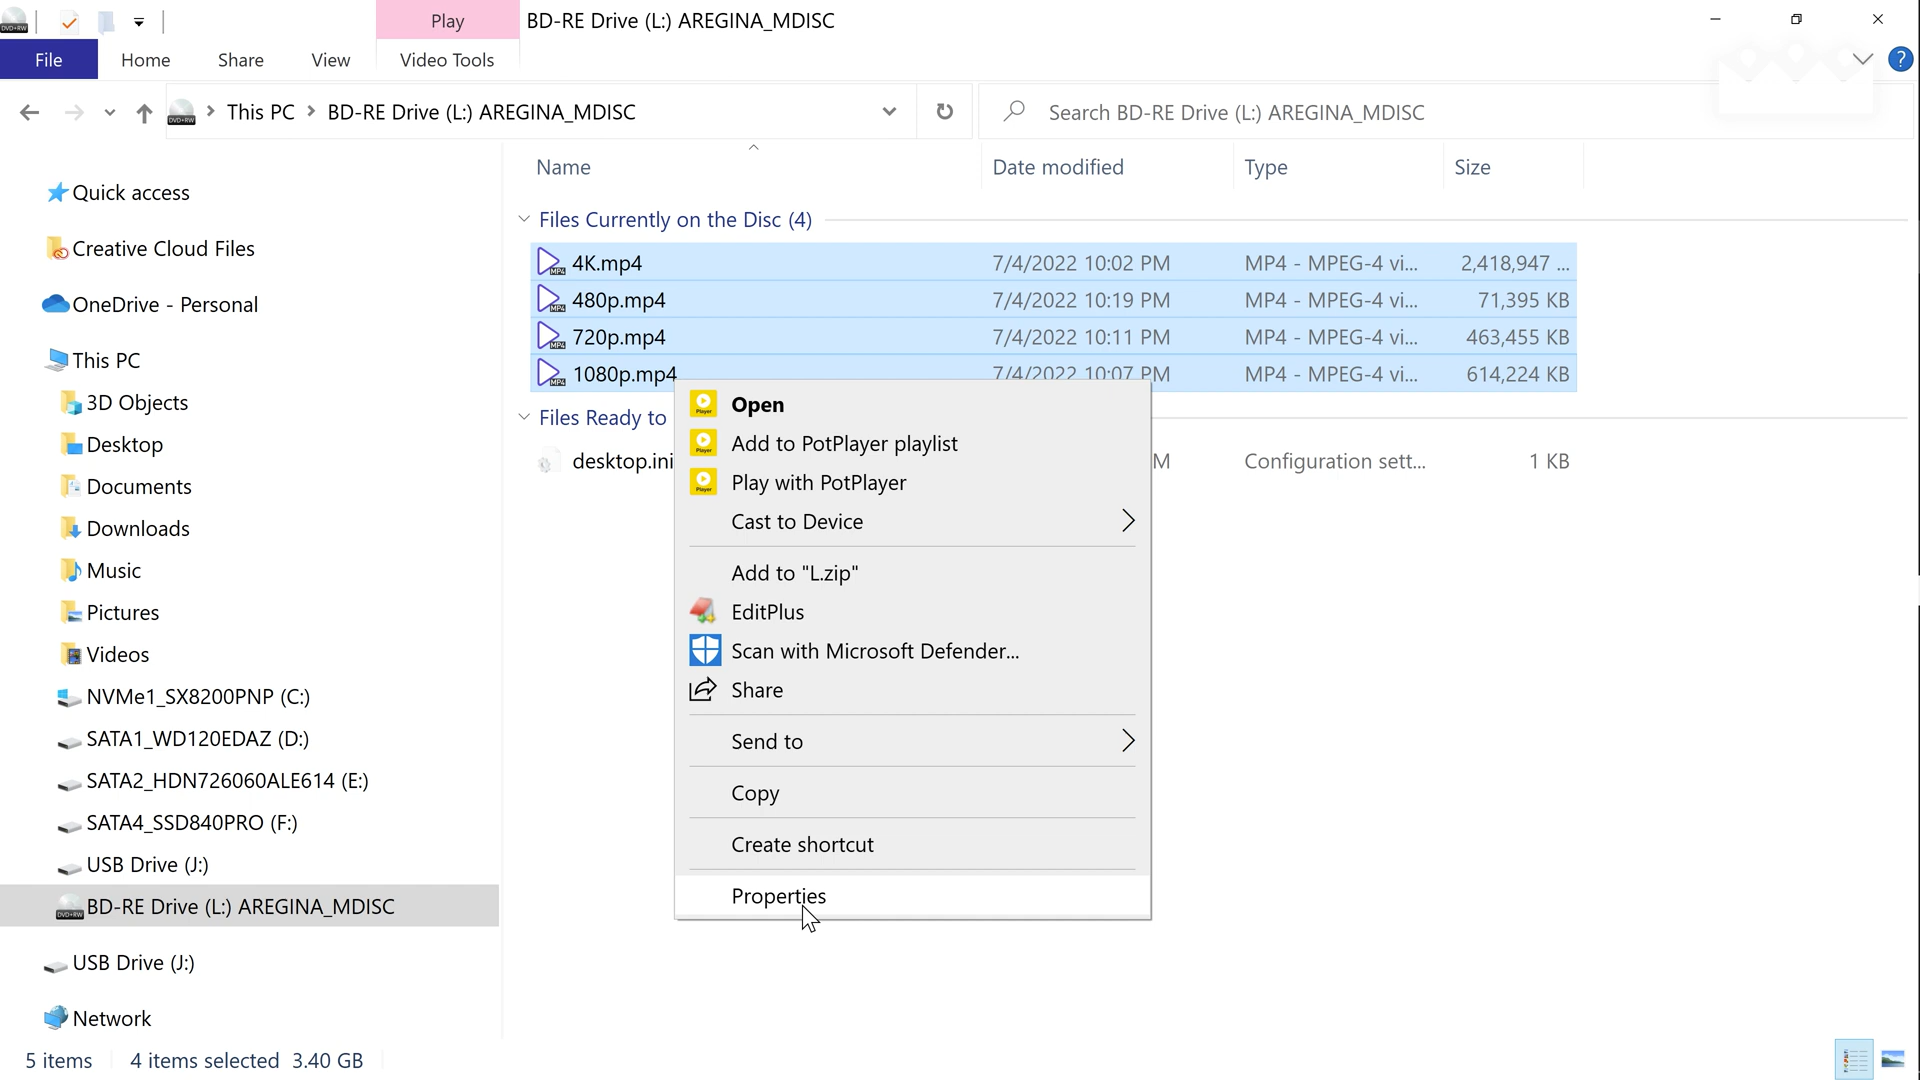 Play
BD-RE Drive (L:) AREGINA_MDISC
File
Home
Share
View
Video Tools
This PC
BD-RE Drive (L:) AREGINA_MDISC
Search BD-RE Drive (L:) AREGINA_MDISC
Name
Date modified
Type
Size
Files Currently on the Disc (4)
4K.mp4 7/4/2022 10:02 PM MP4 - MPEG-4 vi... 2,418,947 ...
480p.mp4 7/4/2022 10:19 PM MP4 - MPEG-4 vi... 71,395 KB
720p.mp4 7/4/2022 10:11 PM MP4 - MPEG-4 vi... 463,455 KB
1080p.mp4 7/4/2022 10:07 PM MP4 - MPEG-4 vi... 614,224 KB
Files Ready to
desktop.ini M Configuration sett... 1 KB
Open
Add to PotPlayer playlist
Play with PotPlayer
Cast to Device
Add to "L.zip"
EditPlus
Scan with Microsoft Defender...
Share
Send to
Copy
Create shortcut
Properties
Quick access
Creative Cloud Files
OneDrive - Personal
This PC
3D Objects
Desktop
Documents
Downloads
Music
Pictures
Videos
NVMe1_SX8200PNP (C:)
SATA1_WD120EDAZ (D:)
SATA2_HDN726060ALE614 (E:)
SATA4_SSD840PRO (F:)
USB Drive (J:)
BD-RE Drive (L:) AREGINA_MDISC
USB Drive (J:)
Network
5 items
4 items selected 3.40 GB